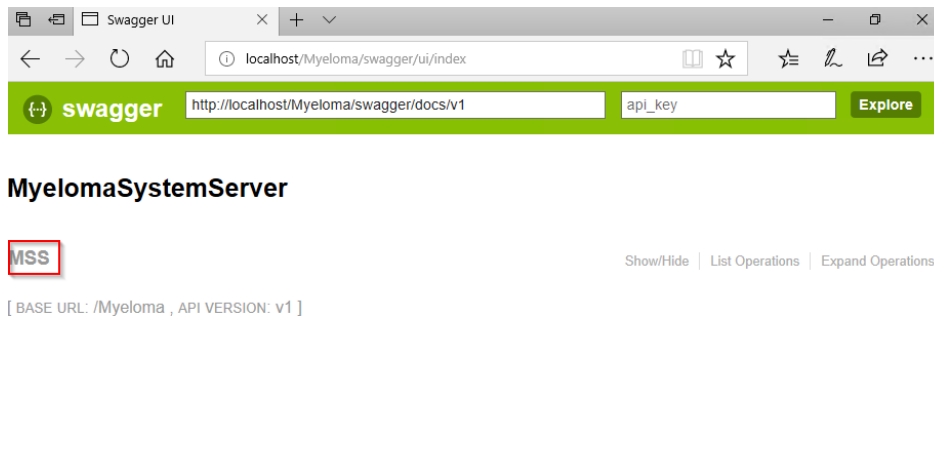 Swagger UI
localhost/Myeloma/swagger/ui/index
{···} swagger http://localhost/Myeloma/swagger/docs/v1 api_key Explore
MyelomaSystemServer
MSS Show/Hide List Operations Expand Operations
[ BASE URL: /Myeloma , API VERSION: v1 ]